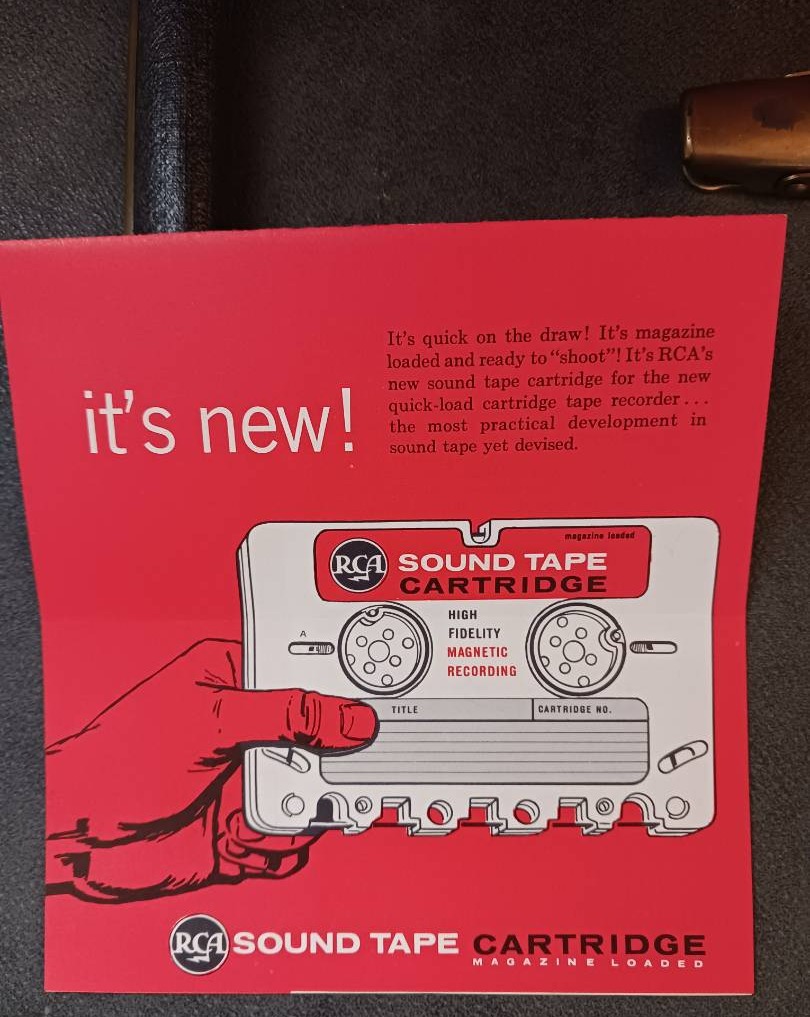 it's new!
It's quick on the draw! It's magazine
loaded and ready to “shoot”! It's RCA's
new sound tape cartridge for the new
quick-load cartridge tape recorder...
the most practical development in
sound tape yet devised.
magazine loaded
RCA SOUND TAPE
CARTRIDGE
HIGH
FIDELITY
MAGNETIC
RECORDING
A
TITLE
CARTRIDGE NO.
RCA SOUND TAPE CARTRIDGE
MAGAZINE LOADED